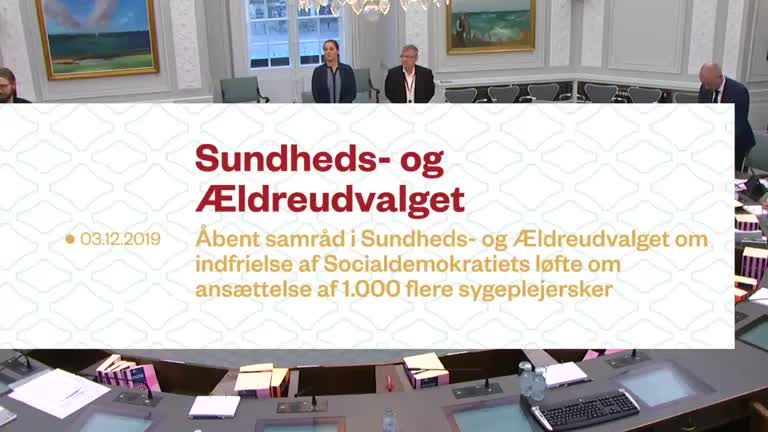 Sundheds- og
Ældreudvalget
03.12.2019
Åbent samråd i Sundheds- og Ældreudvalget om
indfrielse af Socialdemokratiets løfte om
ansættelse af 1.000 flere sygeplejersker